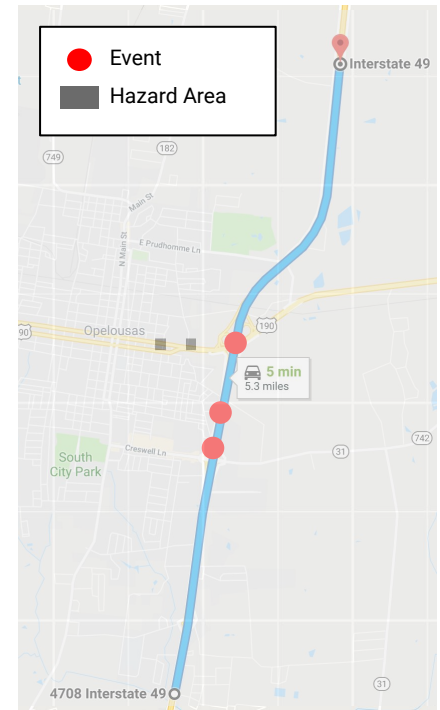 Event
Hazard Area
Interstate 49
182
749
Main St
E Prudhomme Ln
N Main St
190
90
Opelousas
5 min
5.3 miles
742
Creswell Ln
31
South
City Park
31
4708 Interstate 49